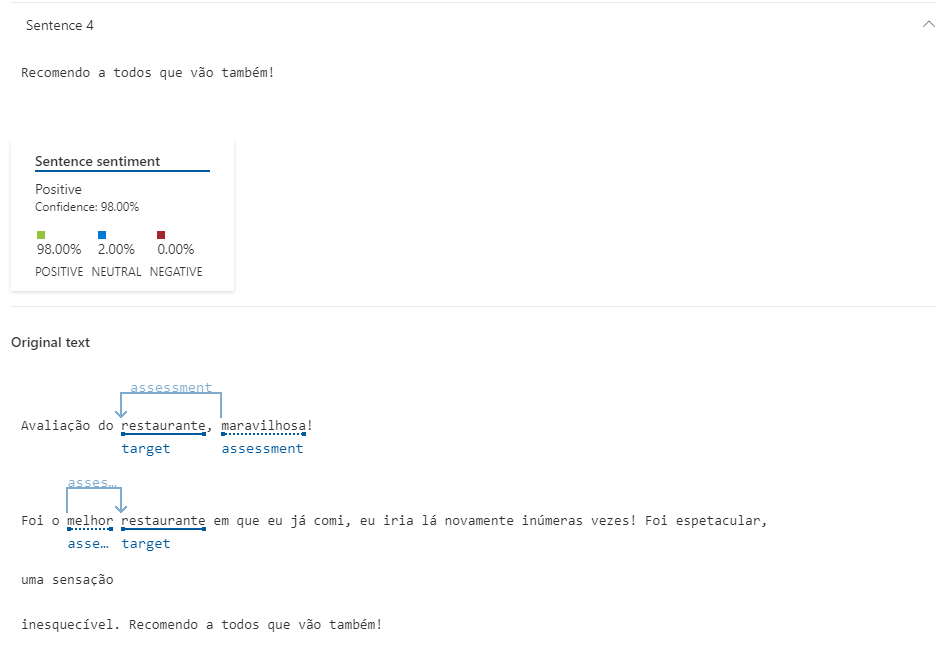 Sentence 4
Recomendo a todos que vão também!
Sentence sentiment
Positive
Confidence: 98.00%
98.00% 2.00% 0.00%
POSITIVE NEUTRAL NEGATIVE
Original text
assessment
Avaliação do restaurante, maravilhosa!
target assessment
asses…
Foi o melhor restaurante em que eu já comi, eu iria lá novamente inúmeras vezes! Foi espetacular,
asse… target
uma sensação
inesquecível. Recomendo a todos que vão também!